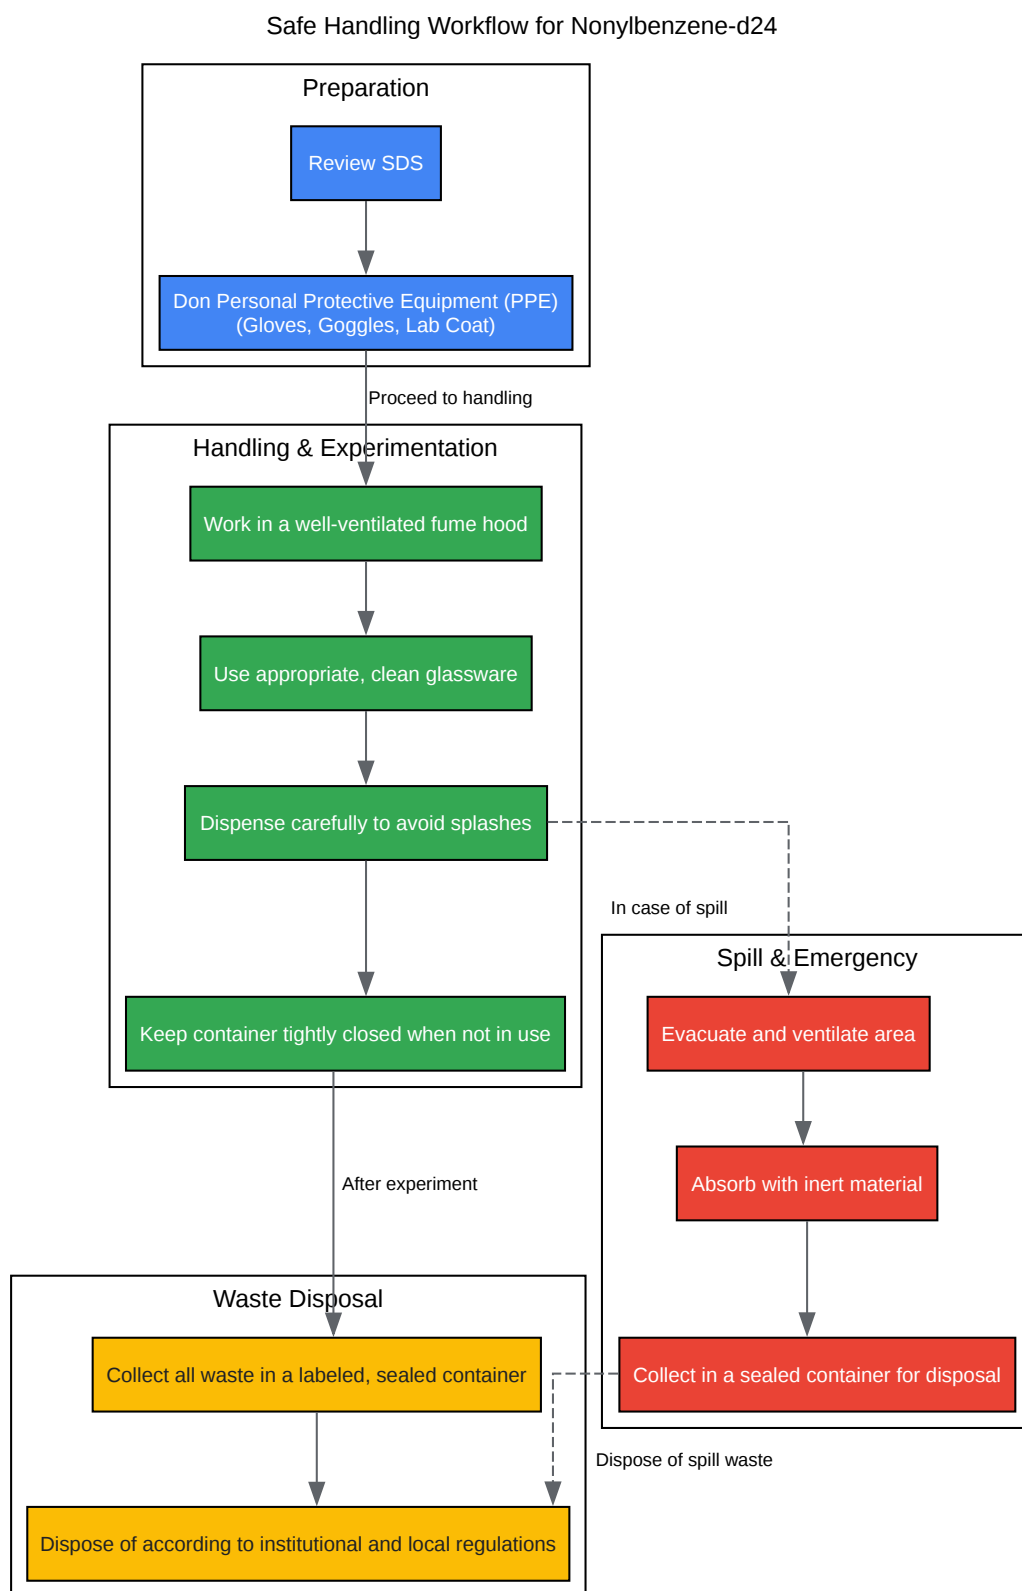 Safe Handling Workflow for Nonylbenzene-d24
Preparation
Review SDS
Don Personal Protective Equipment (PPE)
(Gloves, Goggles, Lab Coat)
Proceed to handling
Handling & Experimentation
Work in a well-ventilated fume hood
Use appropriate, clean glassware
Dispense carefully to avoid splashes
In case of spill
Keep container tightly closed when not in use
Spill & Emergency
Evacuate and ventilate area
Absorb with inert material
Collect in a sealed container for disposal
After experiment
Waste Disposal
Collect all waste in a labeled, sealed container
Dispose of spill waste
Dispose of according to institutional and local regulations